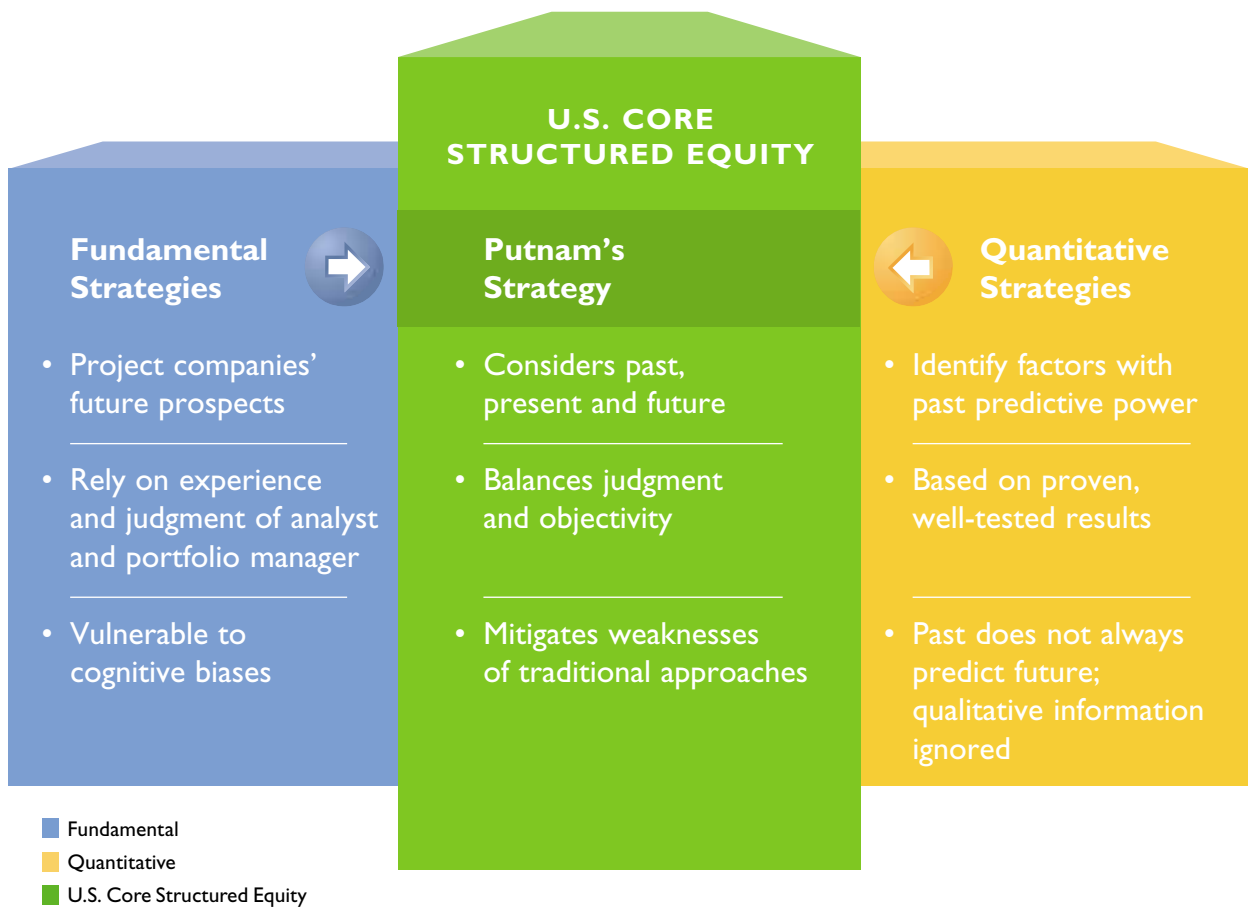 U.S. CORE
STRUCTURED EQUITY
Fundamental
Strategies
• Project companies’
future prospects
• Rely on experience
and judgment of analyst
and portfolio manager
• Vulnerable to
cognitive biases
Putnam’s
Strategy
• Considers past,
present and future
• Balances judgment
and objectivity
• Mitigates weaknesses
of traditional approaches
Quantitative
Strategies
• Identify factors with
past predictive power
• Based on proven,
well-tested results
• Past does not always
predict future;
qualitative information
ignored
Fundamental
Quantitative
U.S. Core Structured Equity